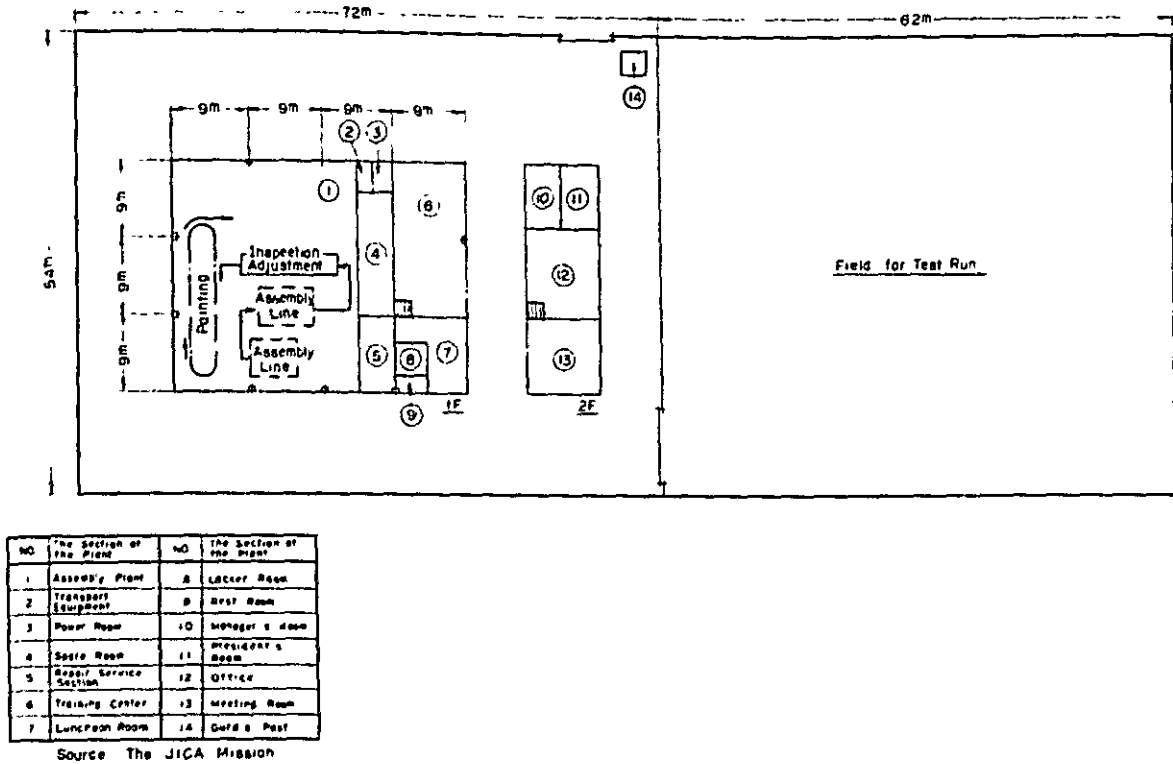 72m
62m
14
9m 9m 9m 9m
2 3
1
6
10 11
9m
54m
4
Inspeetion
Adjustment
12
Field for Test Run
9m
Painting
Assembly
Line
9m
Assembly
Line
5
8
7
13
9
1F
2F
NO The Section of the Plant NO The Section of the Plant
1 Assembly Plant 8 Locker Room
2 Transport Equipment 9 Rest Room
3 Power Room 10 Manager's Room
4 Spare Room 11 President's Room
5 Repair Service Section 12 Office
6 Training Center 13 Meeting Room
7 Luncheon Room 14 Guard's Post
Source The JICA Mission